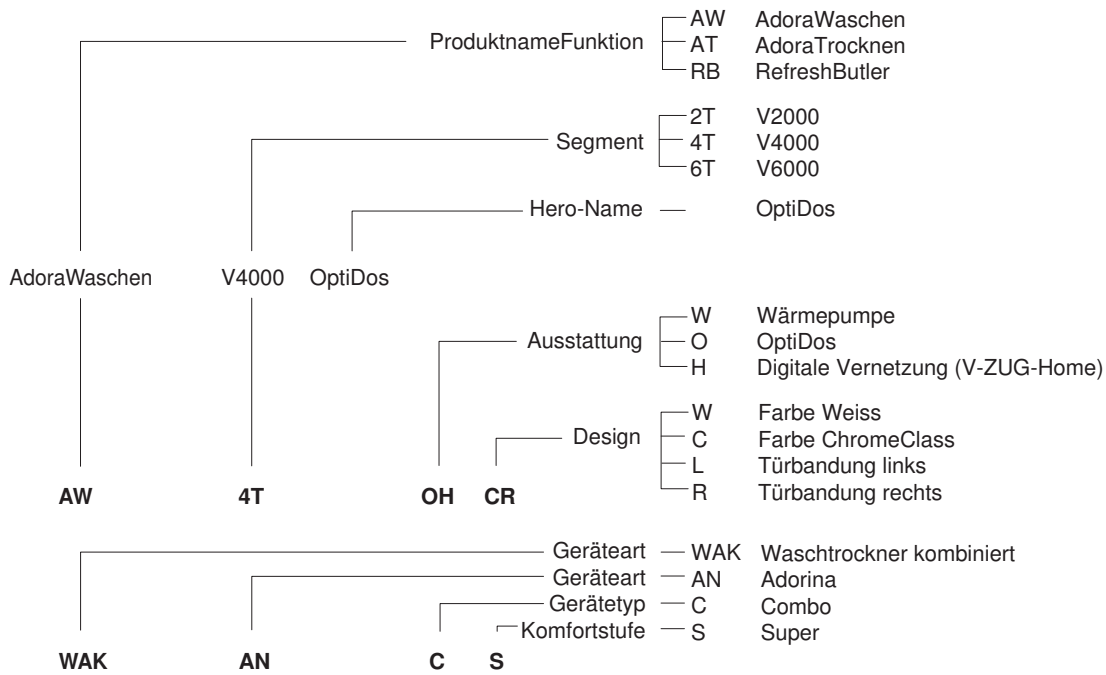 AW AdoraWaschen
ProduktnameFunktion AT AdoraTrocknen
RB RefreshButler
2T V2000
Segment 4T V4000
6T V6000
Hero-Name OptiDos
AdoraWaschen V4000 OptiDos
W Wärmepumpe
Ausstattung O OptiDos
H Digitale Vernetzung (V-ZUG-Home)
W Farbe Weiss
Design C Farbe ChromeClass
L Türbandung links
AW 4T OH CR R Türbandung rechts
Geräteart WAK Waschtrockner kombiniert
Geräteart AN Adorina
Gerätetyp C Combo
Komfortstufe S Super
WAK AN C S